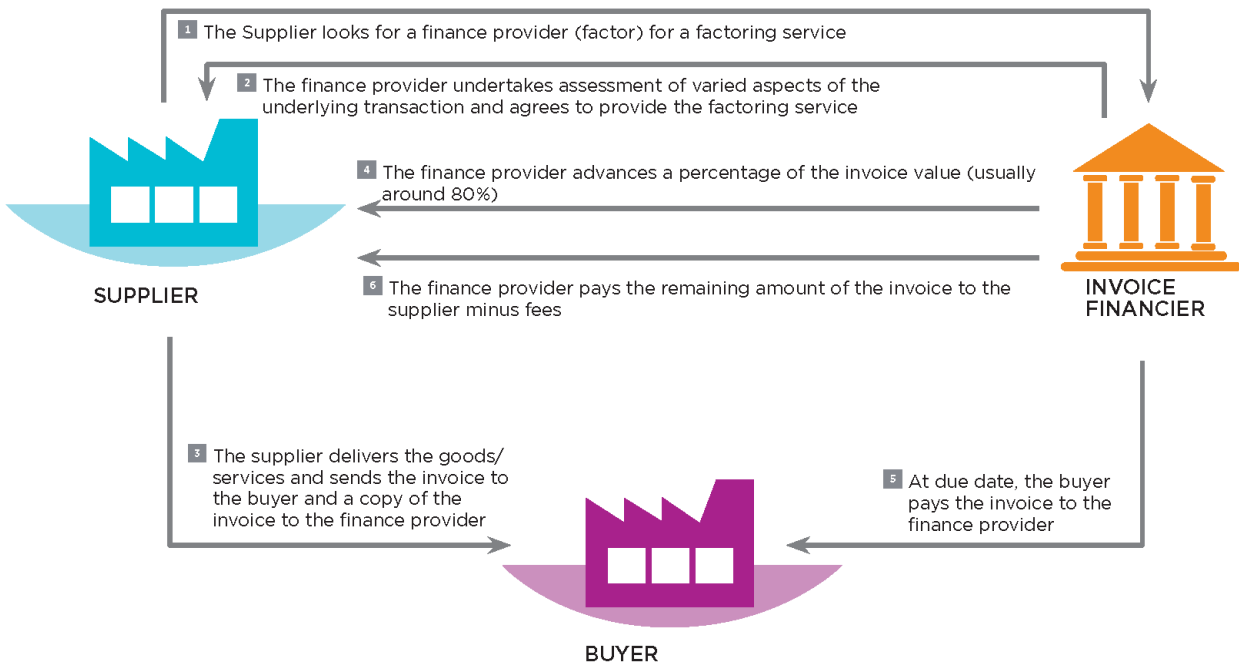 1 The Supplier looks for a finance provider (factor) for a factoring service
2 The finance provider undertakes assessment of varied aspects of the
underlying transaction and agrees to provide the factoring service
4 The finance provider advances a percentage of the invoice value (usually
around 80%)
6 The finance provider pays the remaining amount of the invoice to the
supplier minus fees
SUPPLIER
INVOICE
FINANCIER
3 The supplier delivers the goods/
services and sends the invoice to
the buyer and a copy of the
invoice to the finance provider
5 At due date, the buyer
pays the invoice to the
finance provider
BUYER